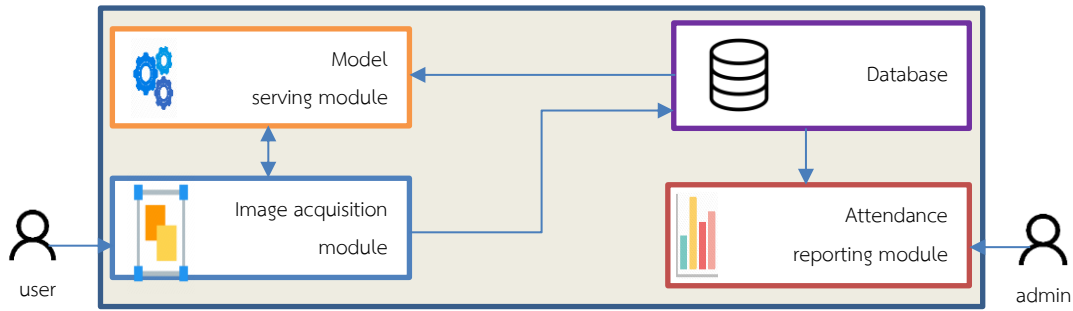 Model
serving module
Database
Image acquisition
module
Attendance
reporting module
user
admin